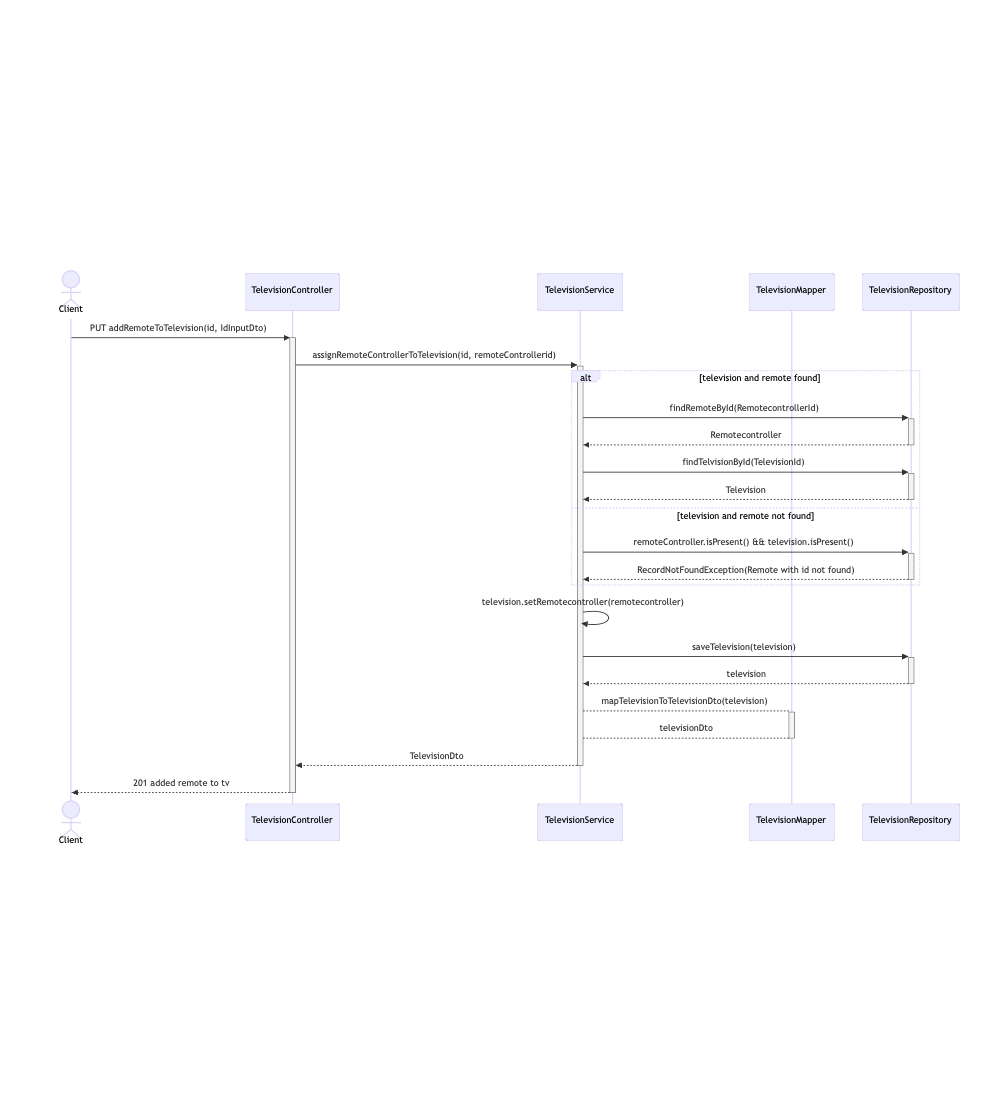 Client
TelevisionController
TelevisionService
TelevisionMapper
TelevisionRepository
PUT addRemoteToTelevision(id, IdInputDto)
assignRemoteControllerToTelevision(id, remoteControllerid)
alt
[television and remote found]
findRemoteById(RemotecontrollerId)
Remotecontroller
findTelvisionById(TelevisionId)
Television
[television and remote not found]
remoteController.isPresent() && television.isPresent()
RecordNotFoundException(Remote with id not found)
television.setRemotecontroller(remotecontroller)
saveTelevision(television)
television
mapTelevisionToTelevisionDto(television)
televisionDto
TelevisionDto
201 added remote to tv
Client
TelevisionController
TelevisionService
TelevisionMapper
TelevisionRepository